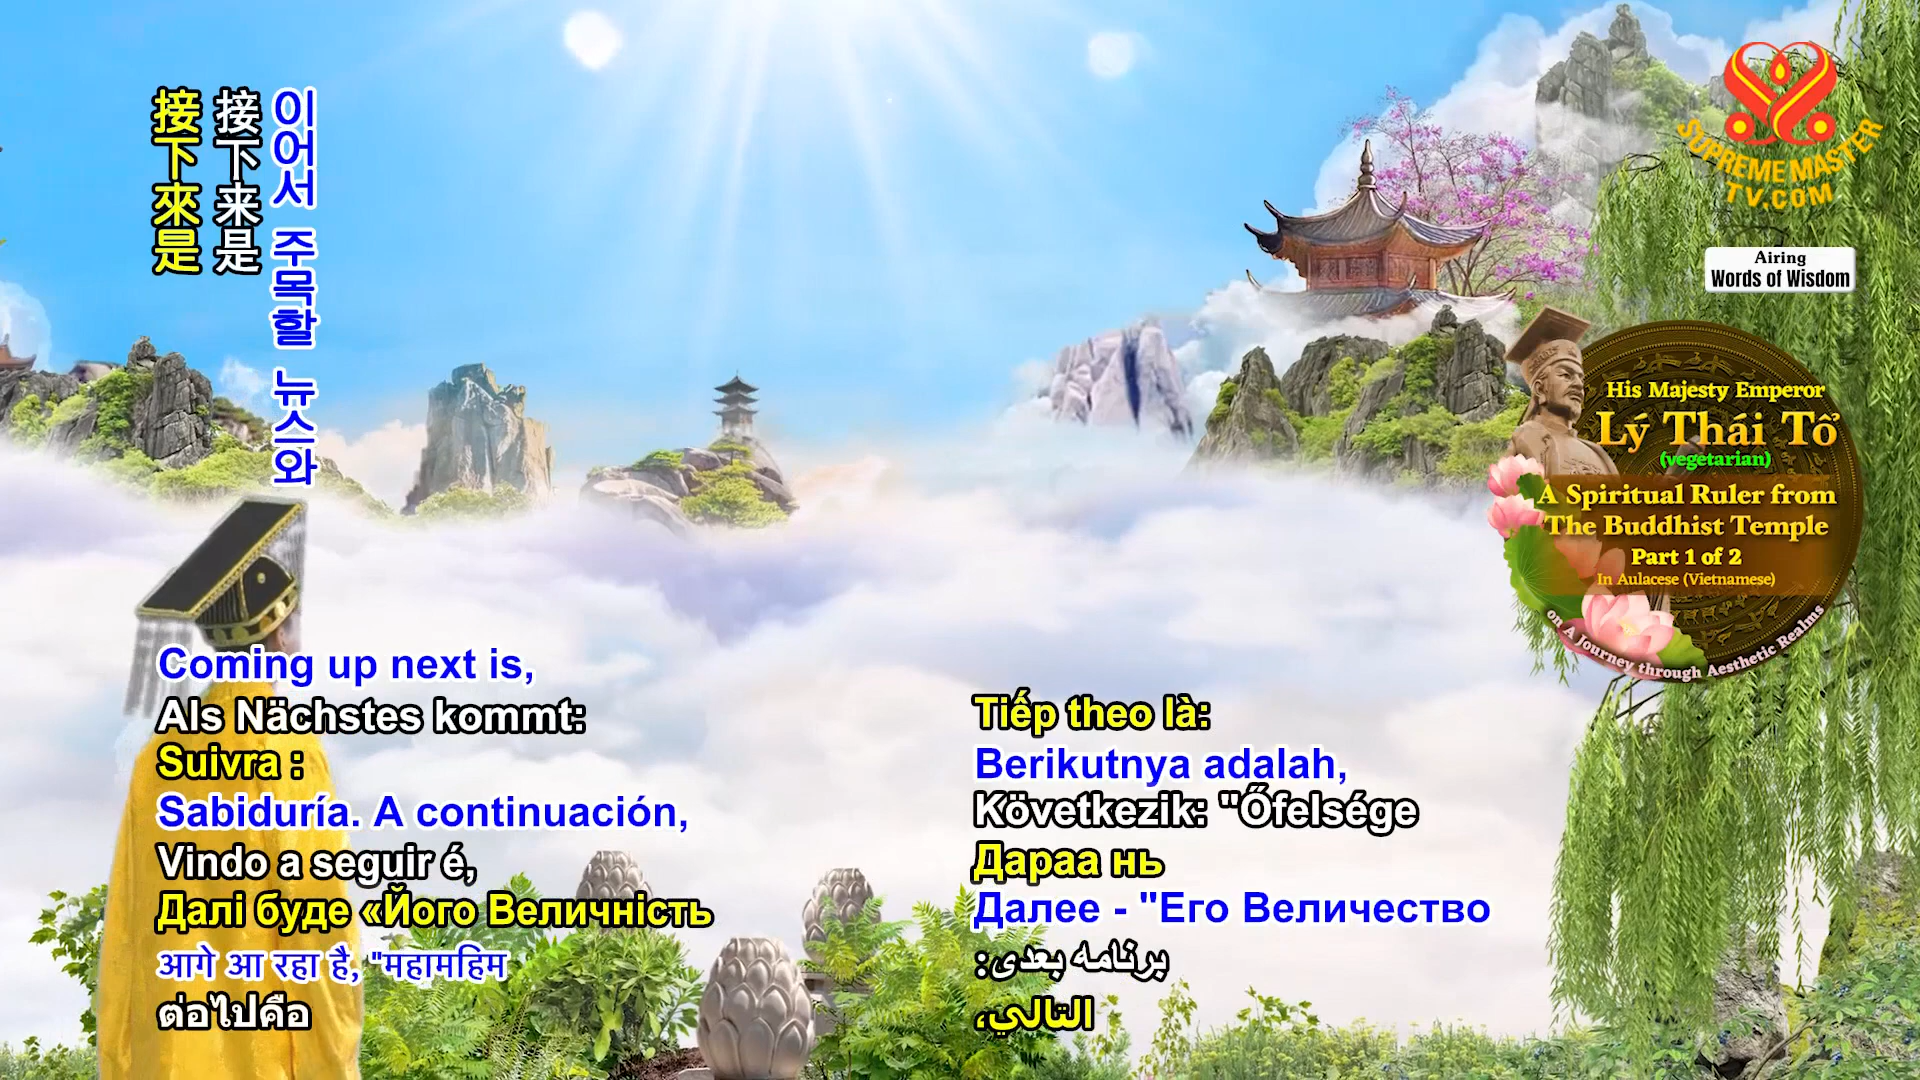 接下來是
接下来是
이어서 주목할 뉴스와
SUPREME MASTER
TV.COM
Airing
Words of Wisdom
His Majesty Emperor
Lý Thái Tổ
(vegetarian)
A Spiritual Ruler from
The Buddhist Temple
Part 1 of 2
In Aulacese (Vietnamese)
on A Journey through Aesthetic Realms
Coming up next is,
Als Nächstes kommt:
Suivra :
Sabiduría. A continuación,
Vindo a seguir é,
Далі буде «Його Величність
आगे आ रहा है, "महामहिम
ต่อไปคือ
Tiếp theo là:
Berikutnya adalah,
Következik: "Őfelsége
Дараа нь
Далее - "Его Величество
برنامه بعدی:
التالي،